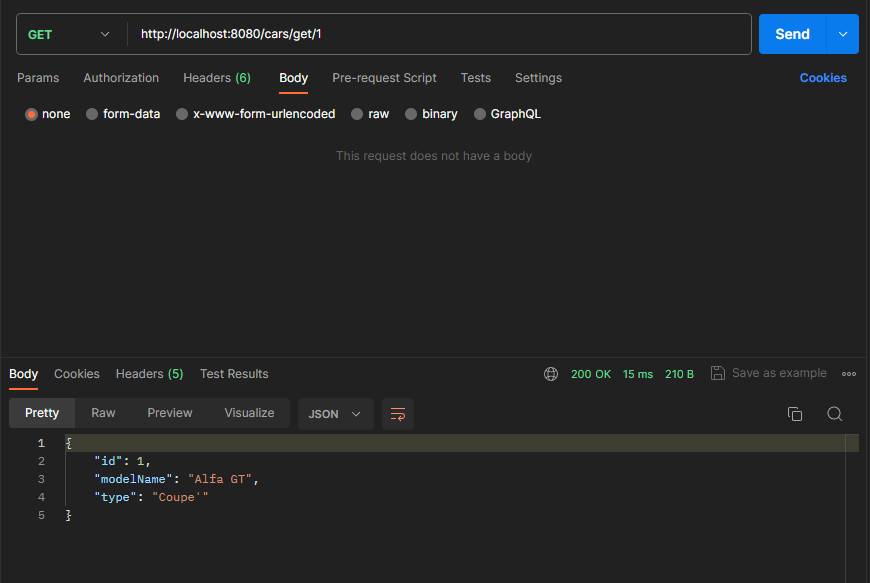 GET http://localhost:8080/cars/get/1 Send
Params Authorization Headers (6) Body Pre-request Script Tests Settings Cookies
none form-data x-www-form-urlencoded raw binary GraphQL
This request does not have a body
Body Cookies Headers (5) Test Results 200 OK 15 ms 210 B Save as example
Pretty Raw Preview Visualize JSON
1 {
2 "id": 1,
3 "modelName": "Alfa GT",
4 "type": "Coupe'"
5 }